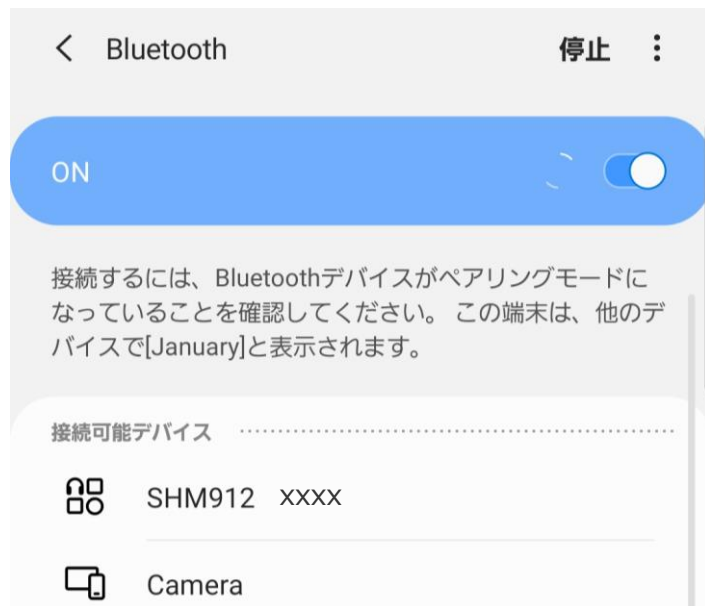 Bluetooth 停止
ON
接続するには、Bluetoothデバイスがペアリングモードに
なっていることを確認してください。 この端末は、他のデ
バイスで[January]と表示されます。
接続可能デバイス
SHM912 xxxx
Camera